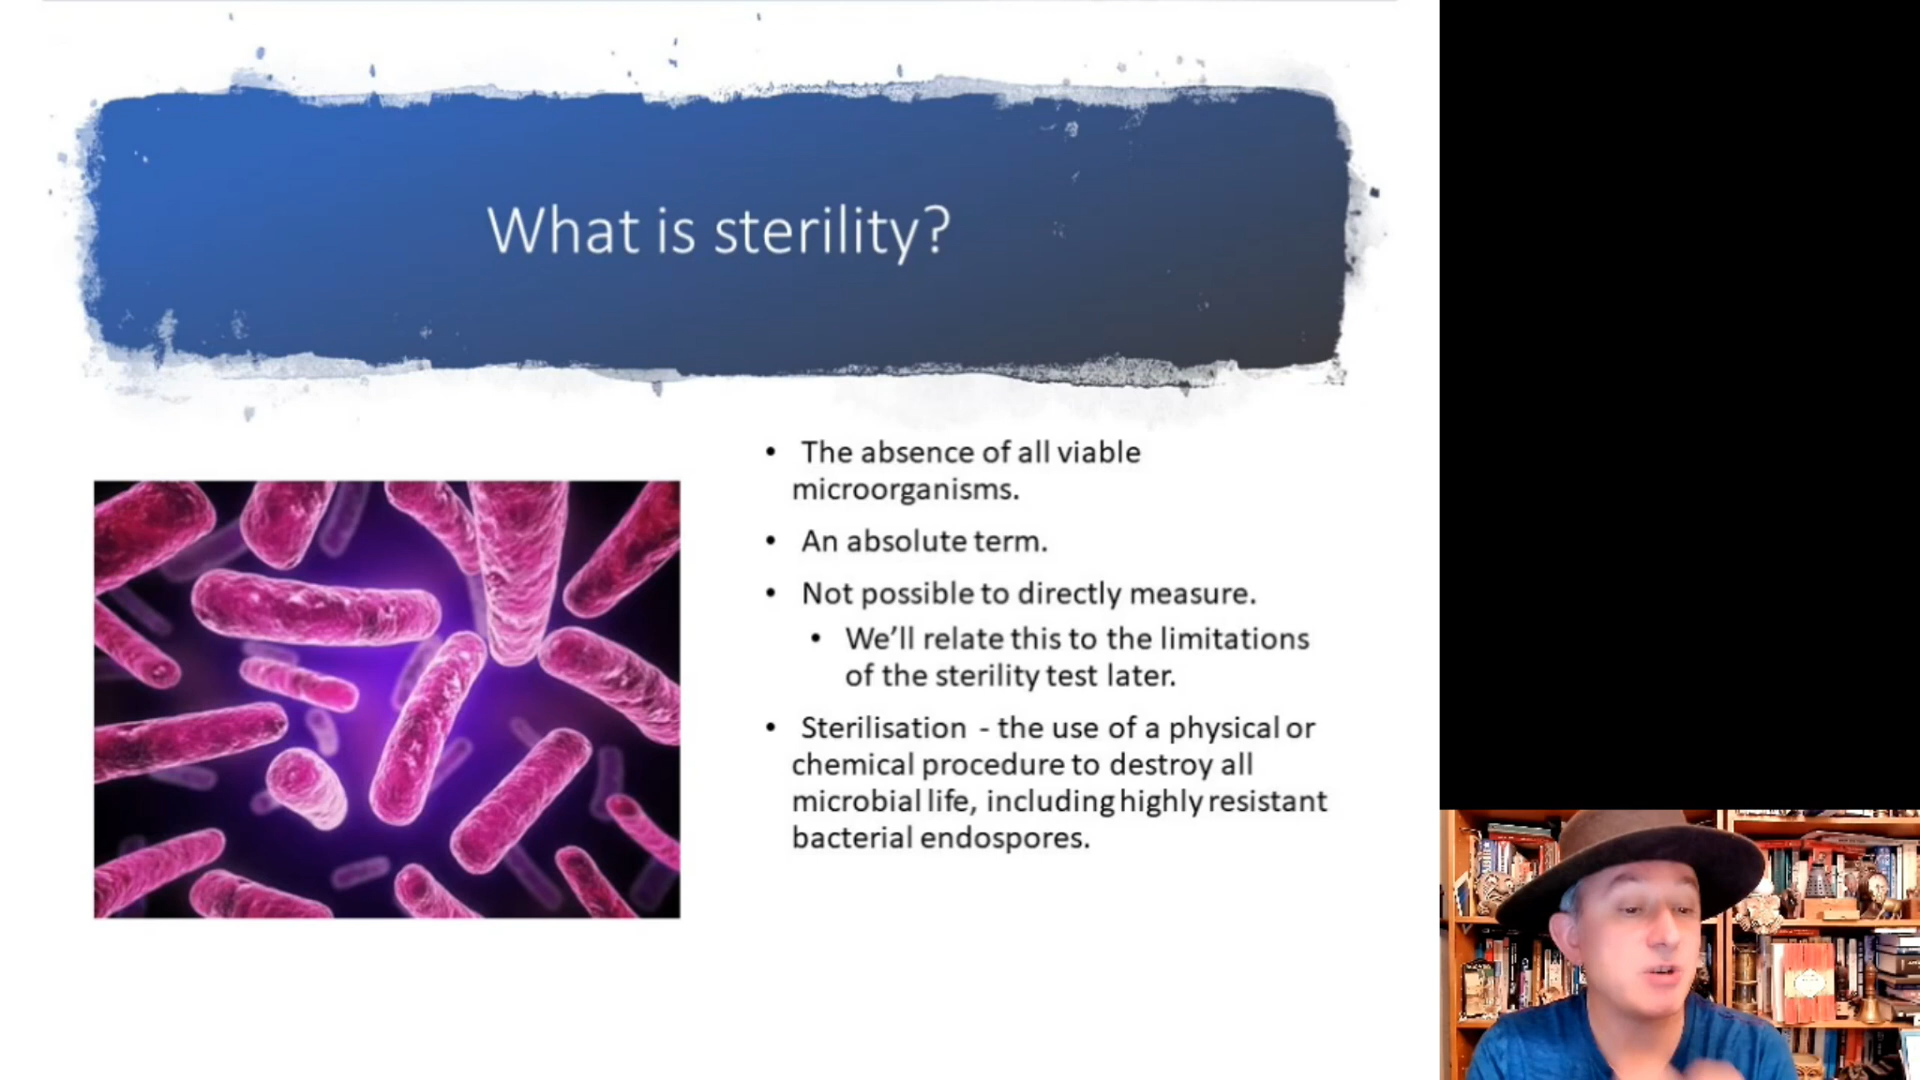 What is sterility?
• The absence of all viable
microorganisms.
• An absolute term.
• Not possible to directly measure.
• We’ll relate this to the limitations
of the sterility test later.
• Sterilisation - the use of a physical or
chemical procedure to destroy all
microbial life, including highly resistant
bacterial endospores.